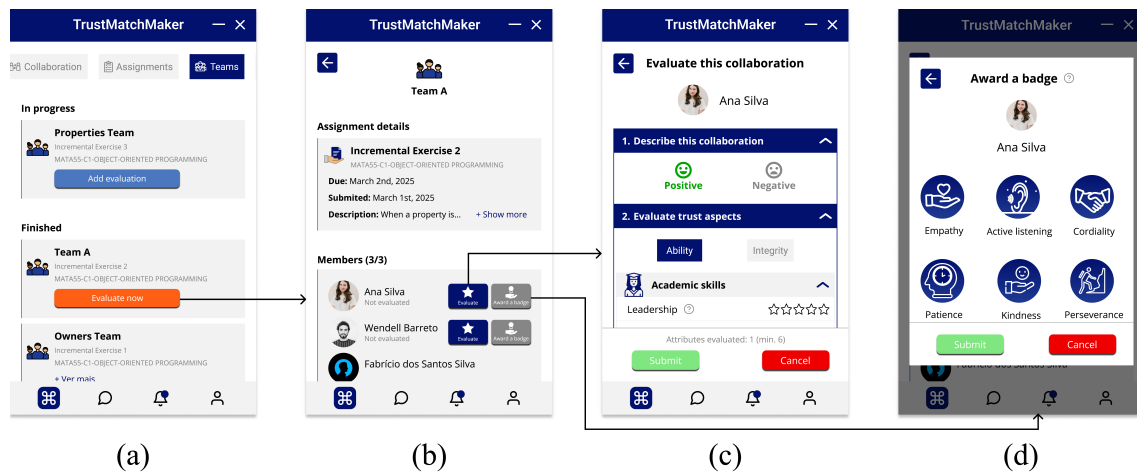 TrustMatchMaker
Collaboration Assignments Teams
In progress
Properties Team
Incremental Exercise 3
MATA55-C1-OBJECT-ORIENTED PROGRAMMING
Add evaluation
Finished
Team A
Incremental Exercise 2
MATA55-C1-OBJECT-ORIENTED PROGRAMMING
Evaluate now
Owners Team
Incremental Exercise 1
MATA55-C1-OBJECT-ORIENTED PROGRAMMING
+ Ver mais
(a)
TrustMatchMaker
Team A
Assignment details
Incremental Exercise 2
MATA55-C1-OBJECT-ORIENTED PROGRAMMING
Due: March 2nd, 2025
Submited: March 1st, 2025
Description: When a property is... + Show more
Members (3/3)
Ana Silva
Not evaluated
Evaluate Award a badge
Wendell Barreto
Not evaluated
Evaluate Award a badge
Fabrício dos Santos Silva
(b)
TrustMatchMaker
Evaluate this collaboration
Ana Silva
1. Describe this collaboration
Positive Negative
2. Evaluate trust aspects
Ability Integrity
Academic skills
Leadership ?
Attributes evaluated: 1 (min. 6)
Submit Cancel
(c)
TrustMatchMaker
Award a badge ?
Ana Silva
Empathy Active listening Cordiality
Patience Kindness Perseverance
Submit Cancel
Fabrício dos Santos Silva
(d)